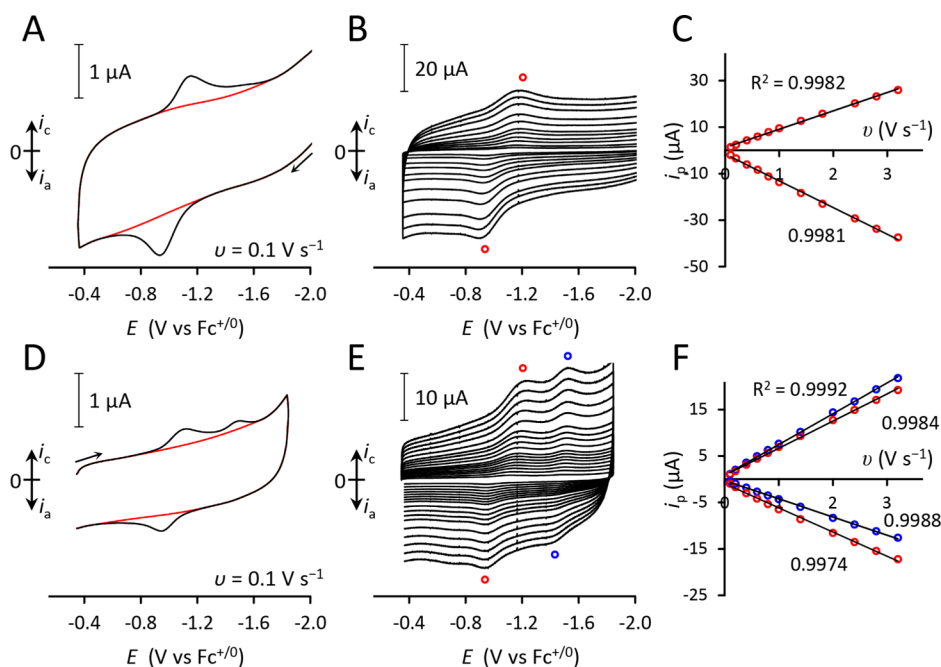 A
1 µA
i_c
0
i_a
υ = 0.1 V s⁻¹
-0.4 -0.8 -1.2 -1.6 -2.0
E (V vs Fc⁺/⁰)
B
20 µA
i_c
0
i_a
-0.4 -0.8 -1.2 -1.6 -2.0
E (V vs Fc⁺/⁰)
C
30
R² = 0.9982
10
υ (V s⁻¹)
i_p (µA)
0 1 2 3
-10
-30
0.9981
-50
D
1 µA
i_c
0
i_a
υ = 0.1 V s⁻¹
-0.4 -0.8 -1.2 -1.6 -2.0
E (V vs Fc⁺/⁰)
E
10 µA
i_c
0
i_a
-0.4 -0.8 -1.2 -1.6 -2.0
E (V vs Fc⁺/⁰)
F
R² = 0.9992
15
0.9984
5
υ (V s⁻¹)
i_p (µA)
0 1 2 3
-5
0.9988
-15
0.9974
-25